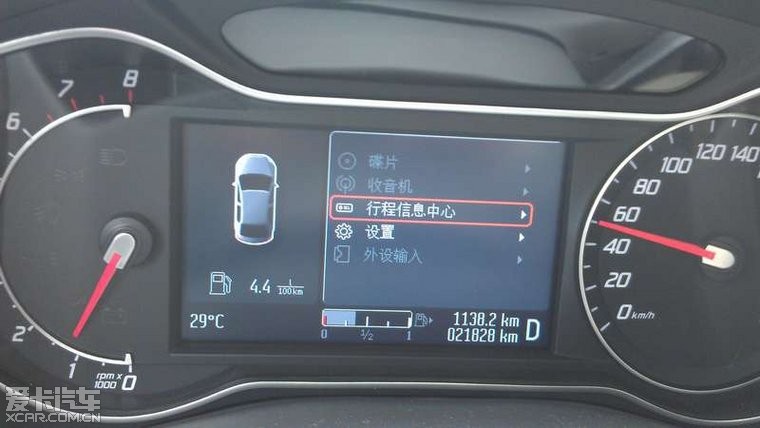 8
7
6
2
1
0
rpm x
1000
碟片
收音机
行程信息中心
设置
外设输入
4.4 l/100km
29°C
0 1/2 1
1138.2 km
021828 km
D
140
120
100
80
60
40
20
0 km/h
爱卡汽车
XCAR.COM.CN